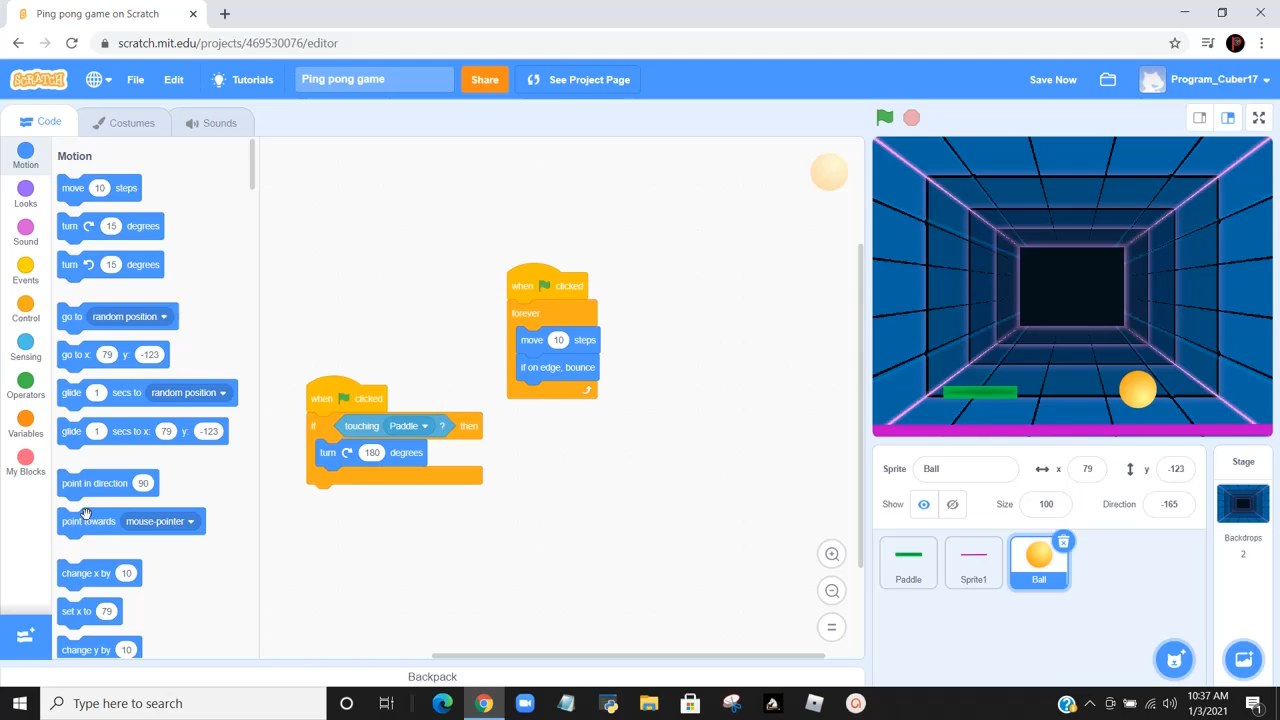 Ping pong game on Scratch
scratch.mit.edu/projects/469530076/editor
SCRATCH
File
Edit
Tutorials
Ping pong game
Share
See Project Page
Save Now
Program_Cuber17
Code
Costumes
Sounds
Motion
Looks
Sound
Events
Control
Sensing
Operators
Variables
My Blocks
Motion
move 10 steps
turn 15 degrees
turn 15 degrees
go to random position
go to x: 79 y: -123
glide 1 secs to random position
glide 1 secs to x: 79 y: -123
point in direction 90
point towards mouse-pointer
change x by 10
set x to 79
change y by 10
when clicked
forever
move 10 steps
if on edge, bounce
when clicked
if touching Paddle ? then
turn 180 degrees
Sprite Ball x 79 y -123
Show Size 100 Direction -165
Paddle
Sprite1
Ball
Stage
Backdrops
2
Backpack
Type here to search
10:37 AM
1/3/2021
1